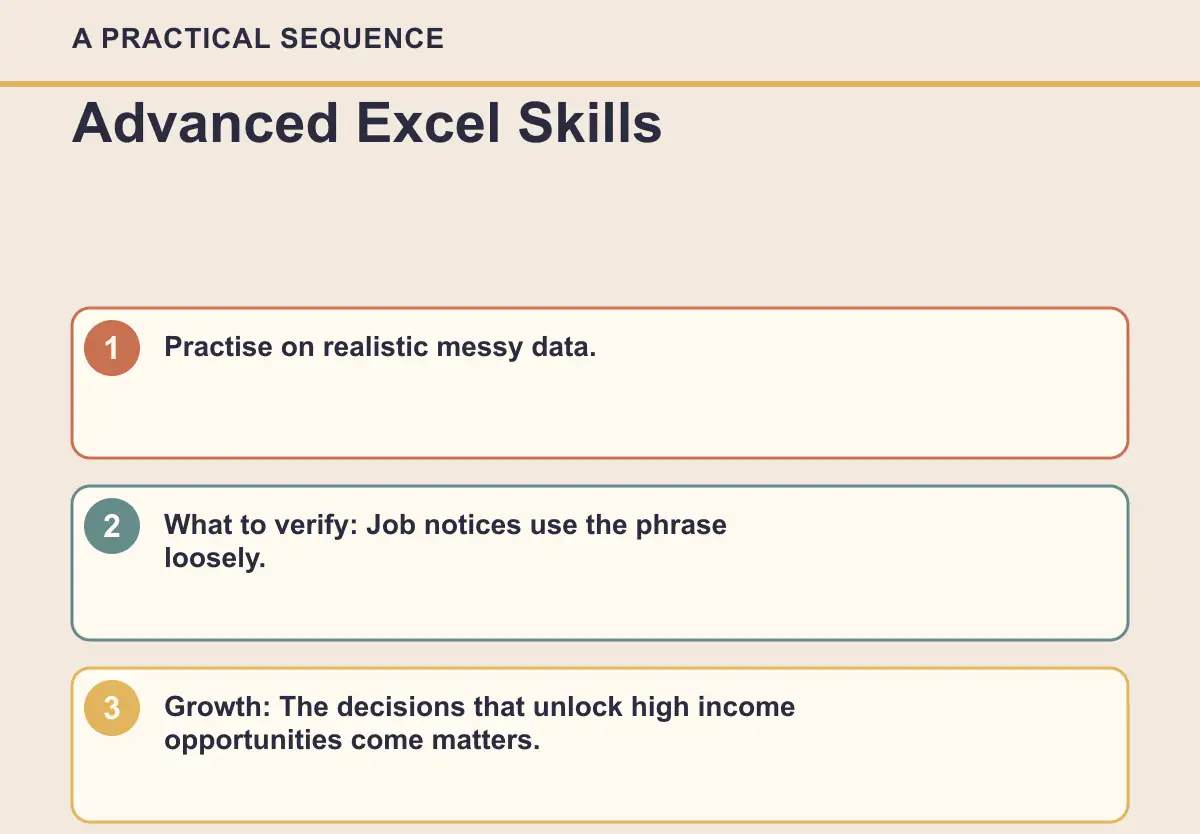 A PRACTICAL SEQUENCE
Advanced Excel Skills
1
Practise on realistic messy data.
2
What to verify: Job notices use the phrase
loosely.
3
Growth: The decisions that unlock high income
opportunities come matters.